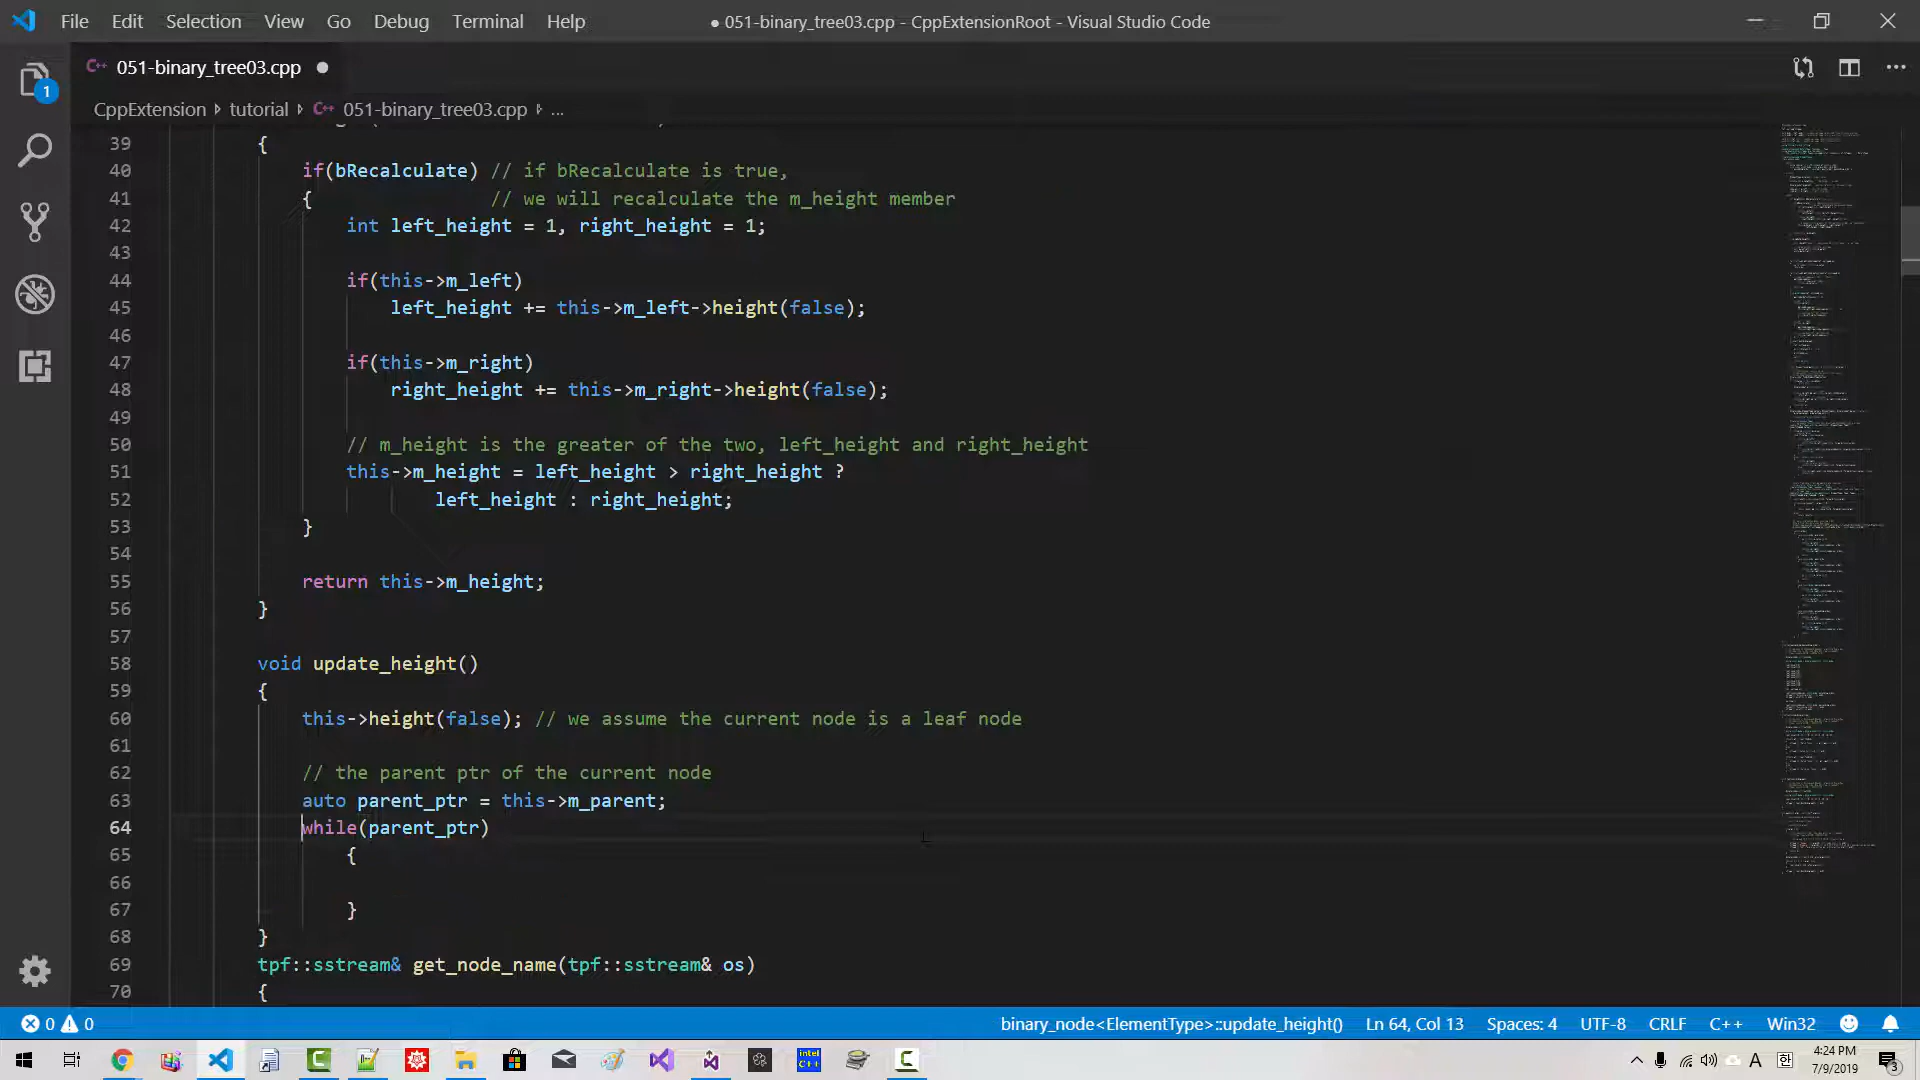 File Edit Selection View Go Debug Terminal Help
● 051-binary_tree03.cpp - CppExtensionRoot - Visual Studio Code
1
C++ 051-binary_tree03.cpp ●
CppExtension > tutorial > C++ 051-binary_tree03.cpp > ...
39 {
40 if(bRecalculate) // if bRecalculate is true,
41 { // we will recalculate the m_height member
42 int left_height = 1, right_height = 1;
43
44 if(this->m_left)
45 left_height += this->m_left->height(false);
46
47 if(this->m_right)
48 right_height += this->m_right->height(false);
49
50 // m_height is the greater of the two, left_height and right_height
51 this->m_height = left_height > right_height ?
52 left_height : right_height;
53 }
54
55 return this->m_height;
56 }
57
58 void update_height()
59 {
60 this->height(false); // we assume the current node is a leaf node
61
62 // the parent ptr of the current node
63 auto parent_ptr = this->m_parent;
64 while(parent_ptr)
65 {
66
67 }
68 }
69 tpf::sstream& get_node_name(tpf::sstream& os)
70 {
0 0 binary_node<ElementType>::update_height() Ln 64, Col 13 Spaces: 4 UTF-8 CRLF C++ Win32
intel C++
A 한 4:24 PM
7/9/2019 3